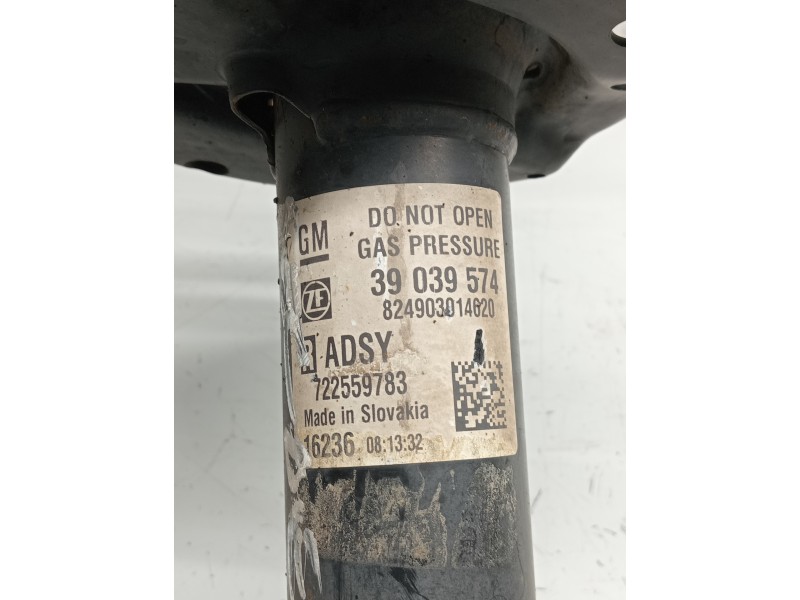 DO NOT OPEN
GM
GAS PRESSURE
39 039 574
ZF
824903014620
R ADSY
722559783
Made in Slovakia
16236 08:13:32